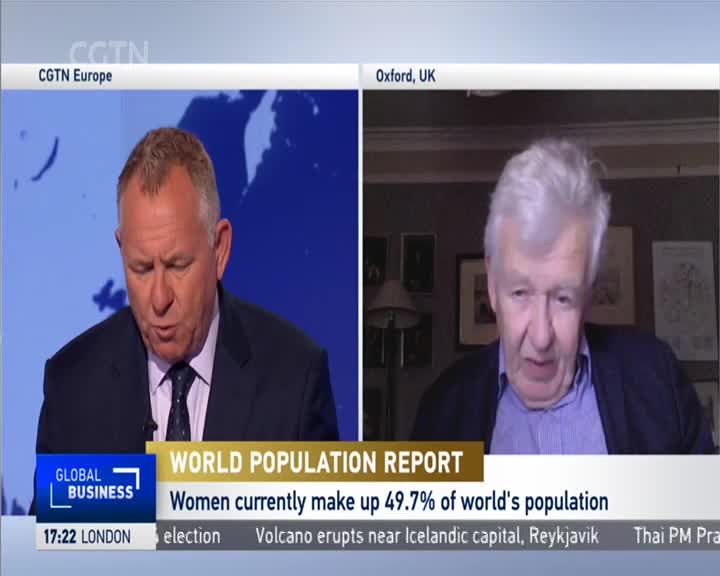 CGTN
CGTN Europe
Oxford, UK
WORLD POPULATION REPORT
Women currently make up 49.7% of world's population
GLOBAL
BUSINESS
17:22 LONDON
election Volcano erupts near Icelandic capital, Reykjavik Thai PM